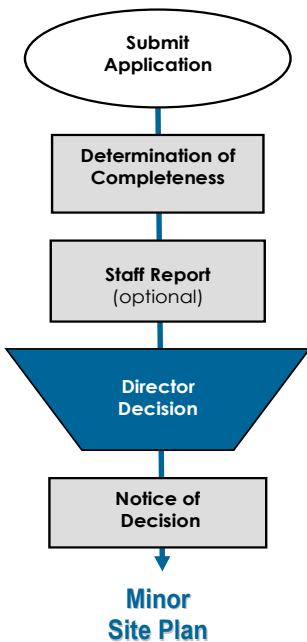 Submit
Application
Determination of
Completeness
Staff Report
(optional)
Director
Decision
Notice of
Decision
Minor
Site Plan